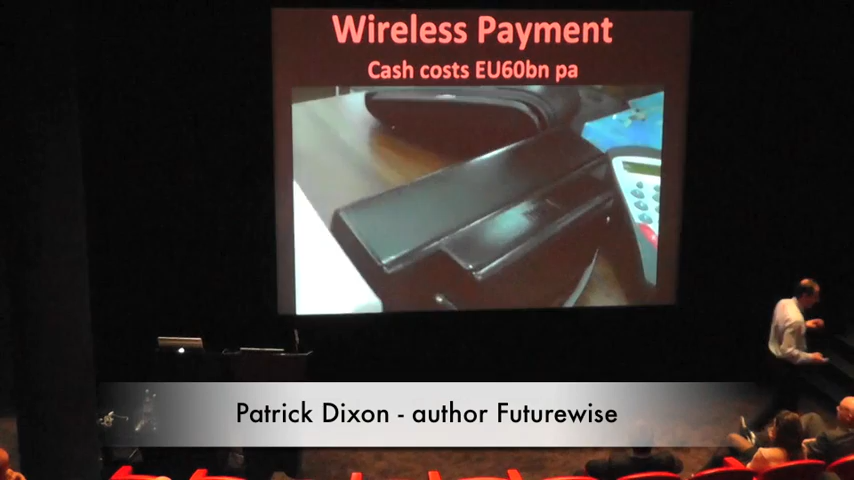 Wireless Payment
Cash costs EU60bn pa
Patrick Dixon - author Futurewise